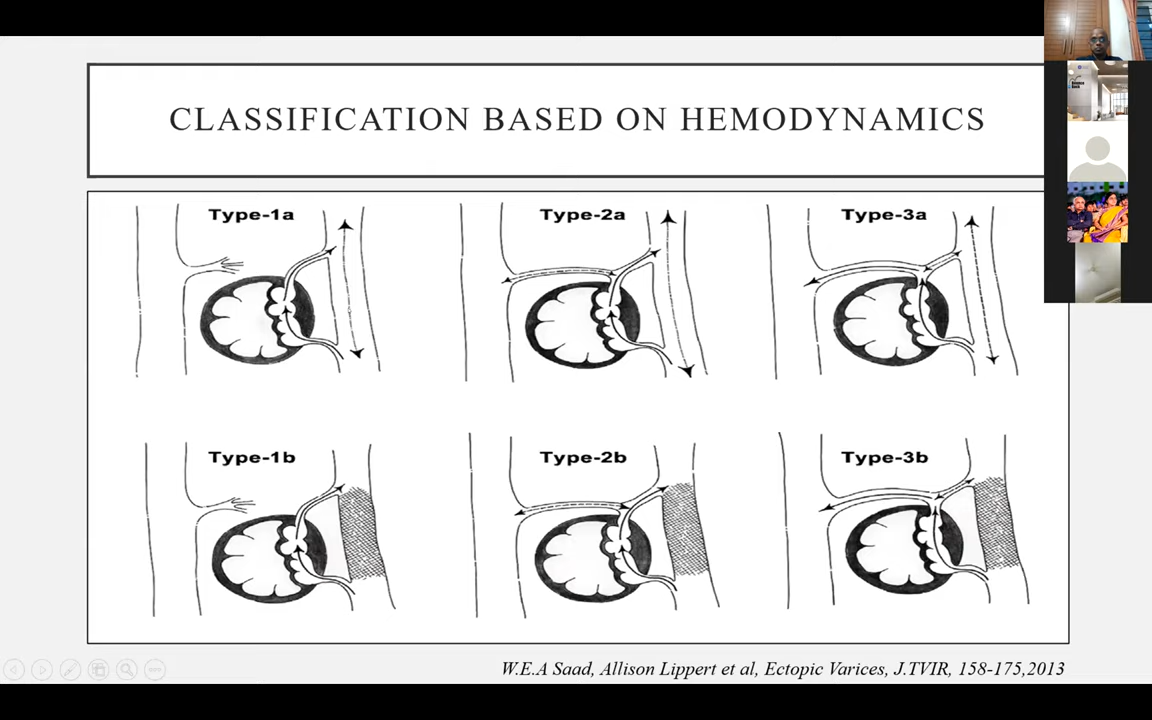 CLASSIFICATION BASED ON HEMODYNAMICS
Type-1a
Type-2a
Type-3a
Type-1b
Type-2b
Type-3b
W.E.A Saad, Allison Lippert et al, Ectopic Varices, J.TVIR, 158-175,2013